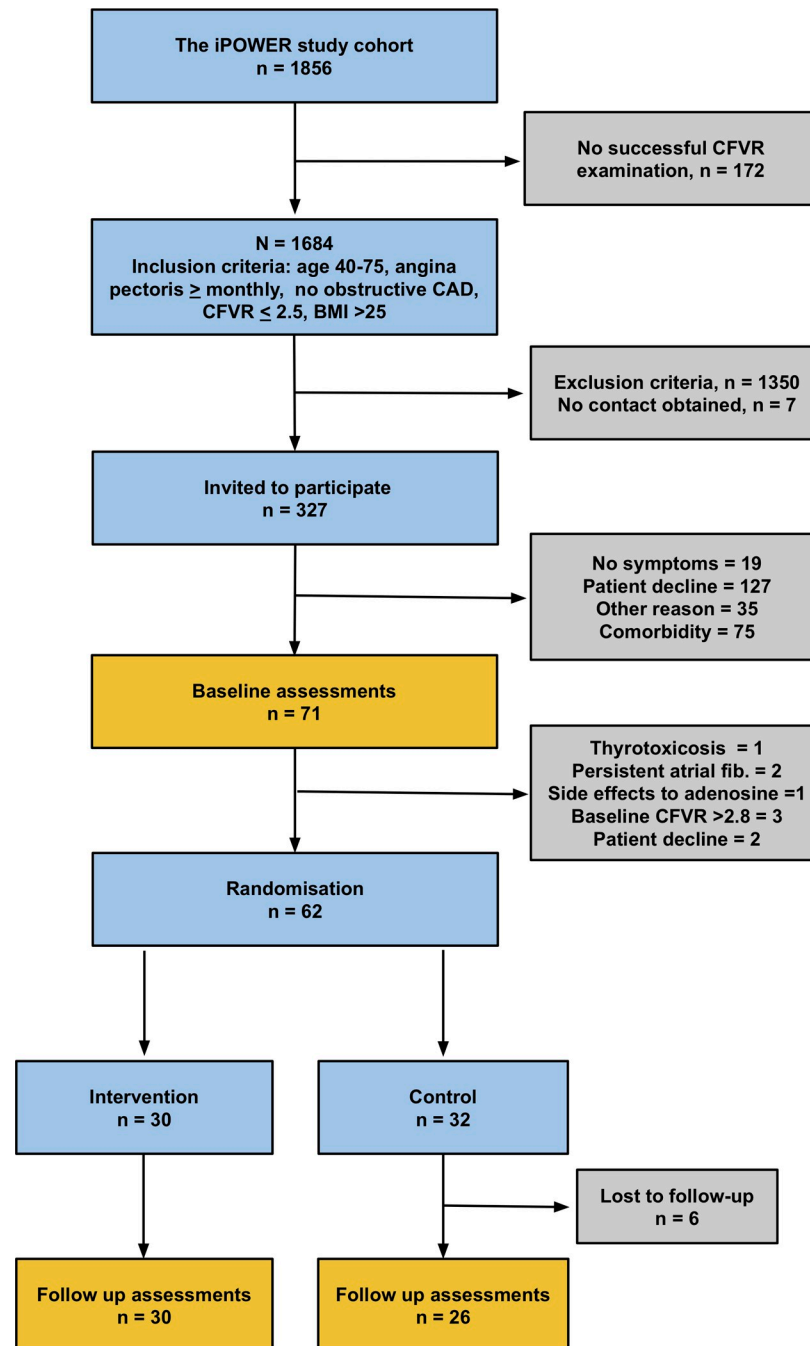 The iPOWER study cohort
n = 1856
No successful CFVR
examination, n = 172
N = 1684
Inclusion criteria: age 40-75, angina
pectoris ≥ monthly, no obstructive CAD,
CFVR ≤ 2.5, BMI >25
Exclusion criteria, n = 1350
No contact obtained, n = 7
Invited to participate
n = 327
No symptoms = 19
Patient decline = 127
Other reason = 35
Comorbidity = 75
Baseline assessments
n = 71
Thyrotoxicosis = 1
Persistent atrial fib. = 2
Side effects to adenosine =1
Baseline CFVR >2.8 = 3
Patient decline = 2
Randomisation
n = 62
Intervention
n = 30
Control
n = 32
Lost to follow-up
n = 6
Follow up assessments
n = 30
Follow up assessments
n = 26